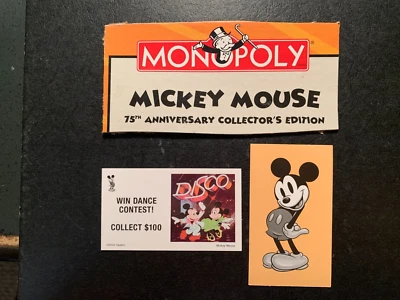 MONOPOLY
MICKEY MOUSE
75TH ANNIVERSARY COLLECTOR'S EDITION
WIN DANCE
CONTEST!
COLLECT $100
DISCO